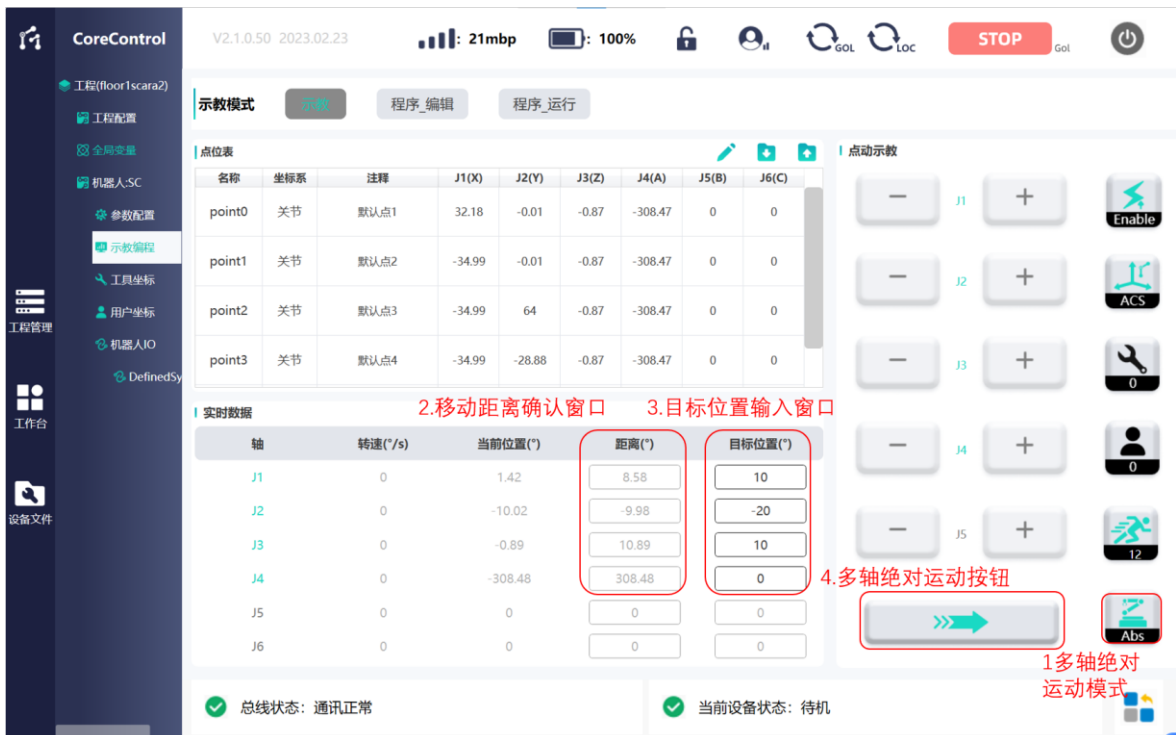 CoreControl
V2.1.0.50 2023.02.23
: 21mbp
: 100%
GOL
LOC
STOP
Gol
工程(floor1scara2)
工程配置
全局变量
机器人:SC
参数配置
示教编程
工具坐标
用户坐标
机器人IO
DefinedSy
工程管理
工作台
设备文件
示教模式 示教 程序_编辑 程序_运行
点位表
名称 坐标系 注释 J1(X) J2(Y) J3(Z) J4(A) J5(B) J6(C)
point0 关节 默认点1 32.18 -0.01 -0.87 -308.47 0 0
point1 关节 默认点2 -34.99 -0.01 -0.87 -308.47 0 0
point2 关节 默认点3 -34.99 64 -0.87 -308.47 0 0
point3 关节 默认点4 -34.99 -28.88 -0.87 -308.47 0 0
实时数据
2.移动距离确认窗口
3.目标位置输入窗口
轴 转速(°/s) 当前位置(°) 距离(°) 目标位置(°)
J1 0 1.42 8.58 10
J2 0 -10.02 -9.98 -20
J3 0 -0.89 10.89 10
J4 0 -308.48 308.48 0
J5 0 0 0 0
J6 0 0 0 0
点动示教
− J1 + Enable
− J2 + ACS
− J3 + 0
− J4 + 0
− J5 + 12
4.多轴绝对运动按钮
Abs
1多轴绝对
运动模式
总线状态：通讯正常
当前设备状态：待机